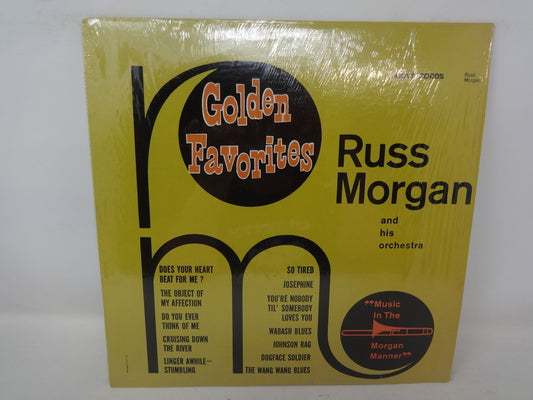 MCA RECORDS
Russ
Morgan
Golden
Favorites
Russ
Morgan
and
his
orchestra
DOES YOUR HEART
BEAT FOR ME ?
THE OBJECT OF
MY AFFECTION
DO YOU EVER
THINK OF ME
CRUISING DOWN
THE RIVER
LINGER AWHILE—
STUMBLING
SO TIRED
JOSEPHINE
YOU'RE NOBODY
TIL' SOMEBODY
LOVES YOU
WABASH BLUES
JOHNSON RAG
DOGFACE SOLDIER
THE WANG WANG BLUES
"Music
In The
Morgan
Manner"